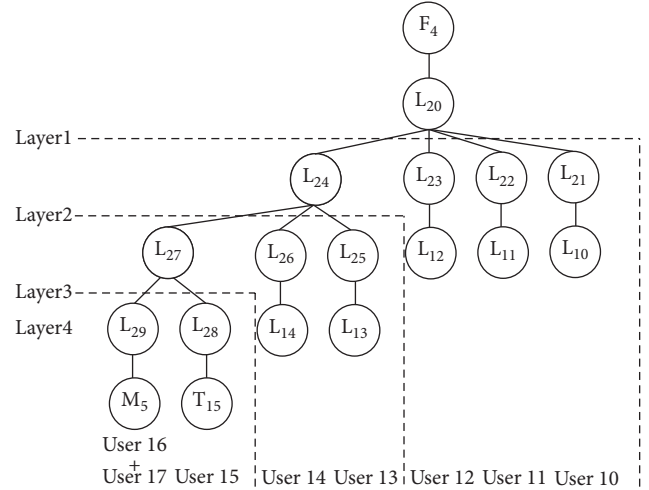 F4
L20
Layer1
L24 L23 L22 L21
Layer2
L27 L26 L25 L12 L11 L10
Layer3
Layer4 L29 L28 L14 L13
M5 T15
User 16
+
User 17 User 15 User 14 User 13 User 12 User 11 User 10